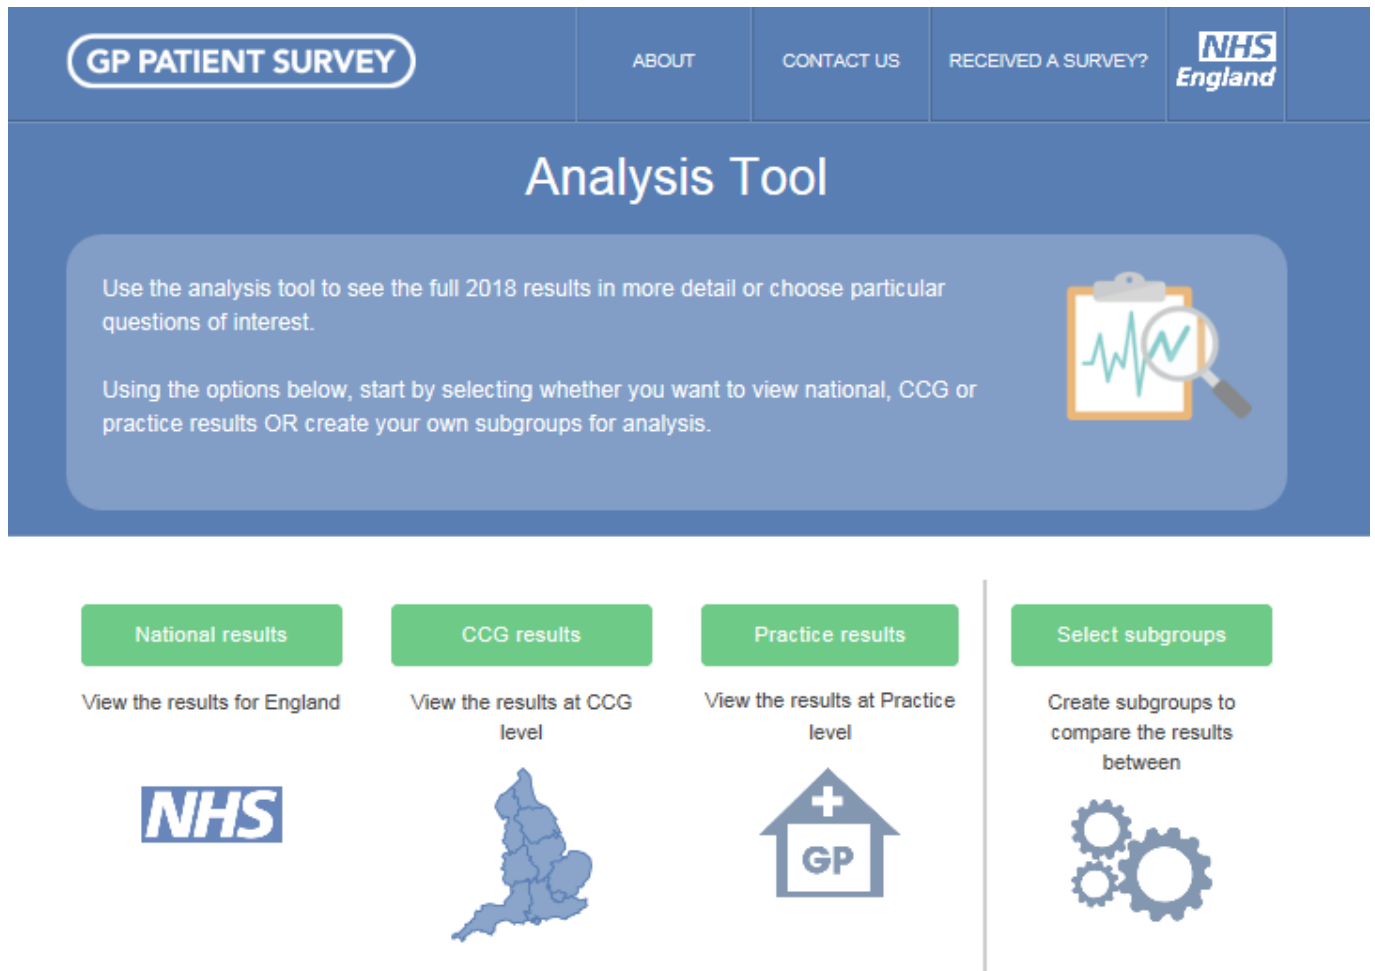 GP PATIENT SURVEY
ABOUT
CONTACT US
RECEIVED A SURVEY?
NHS
England
Analysis Tool
Use the analysis tool to see the full 2018 results in more detail or choose particular
questions of interest.
Using the options below, start by selecting whether you want to view national, CCG or
practice results OR create your own subgroups for analysis.
National results
CCG results
Practice results
Select subgroups
View the results for England
View the results at CCG
level
View the results at Practice
level
Create subgroups to
compare the results
between
NHS
GP